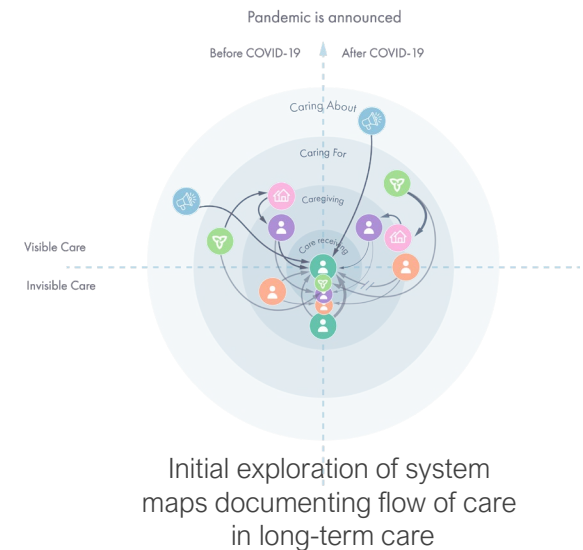 Pandemic is announced
Before COVID-19
After COVID-19
Caring About
Caring For
Caregiving
Care receiving
Visible Care
Invisible Care
Initial exploration of system
maps documenting flow of care
in long-term care